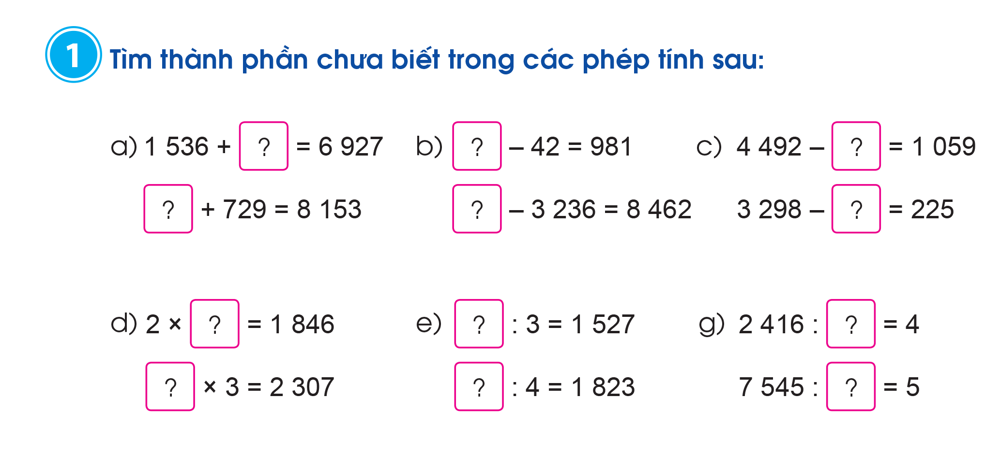 1 Tìm thành phần chưa biết trong các phép tính sau:
a) 1 536 + ? = 6 927 b) ? – 42 = 981 c) 4 492 – ? = 1 059
? + 729 = 8 153 ? – 3 236 = 8 462 3 298 – ? = 225
d) 2 × ? = 1 846 e) ? : 3 = 1 527 g) 2 416 : ? = 4
? × 3 = 2 307 ? : 4 = 1 823 7 545 : ? = 5